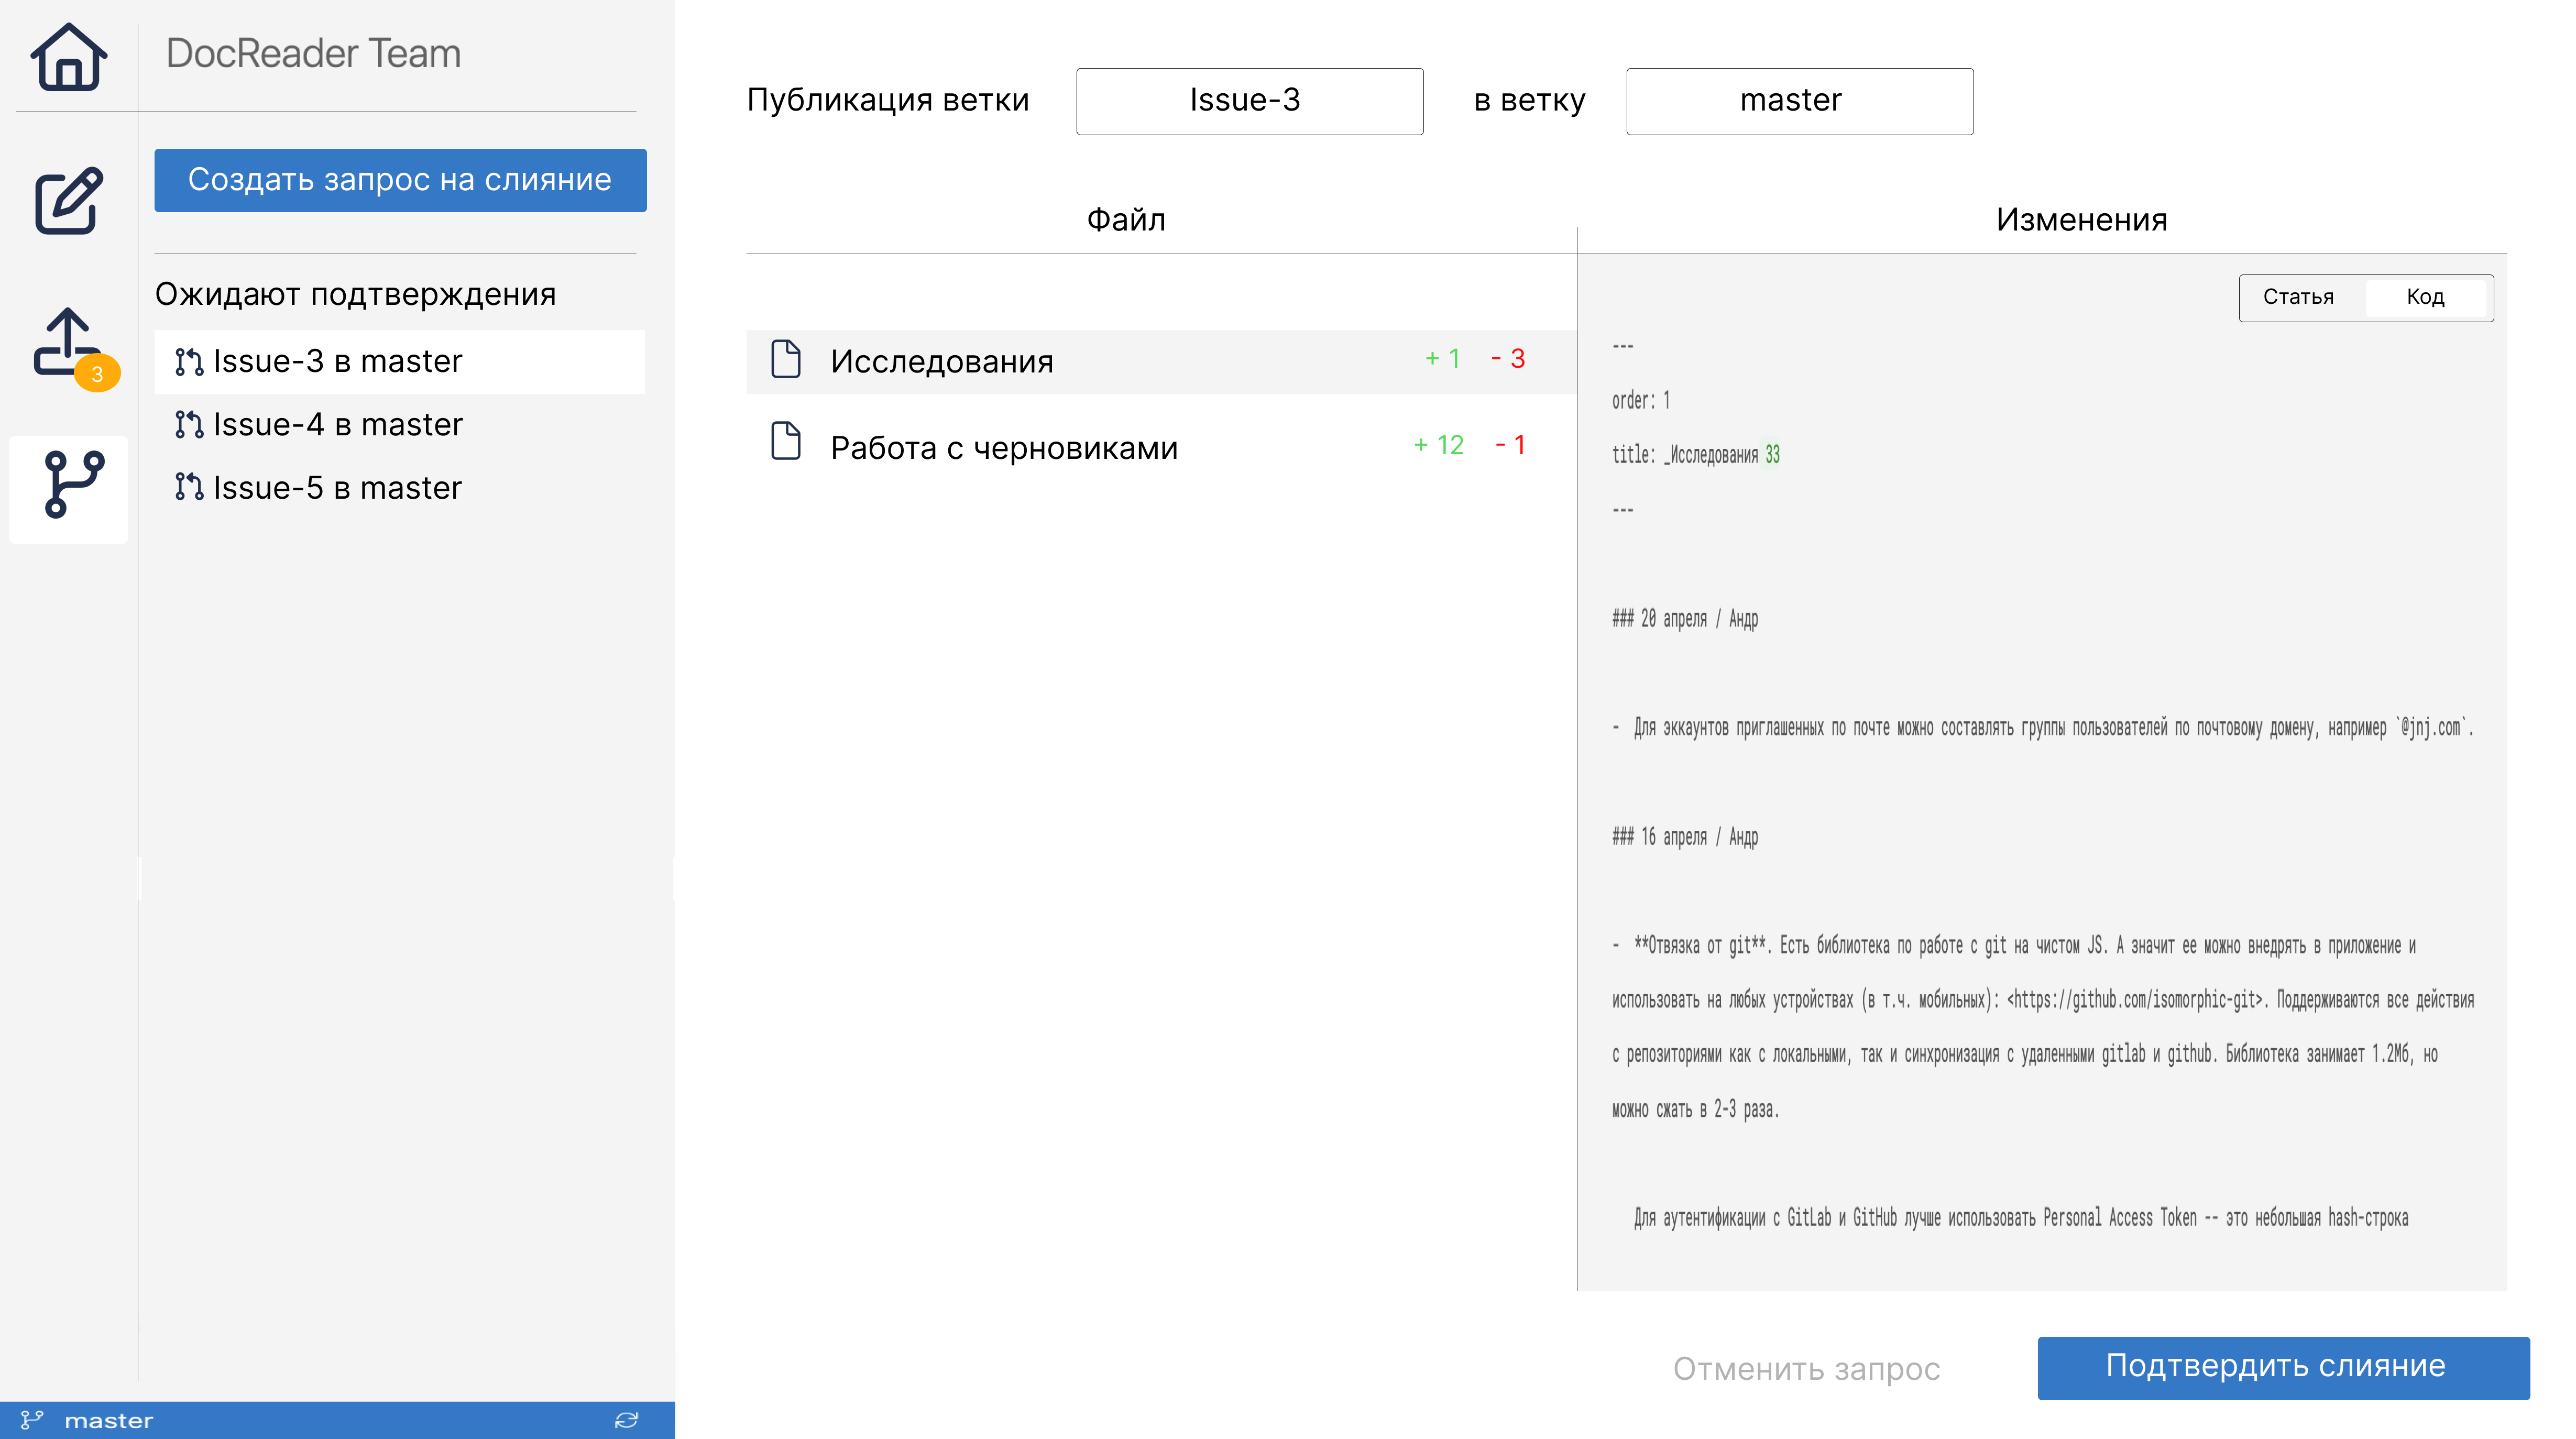 DocReader Team
Создать запрос на слияние
3
Ожидают подтверждения
Issue-3 в master
Issue-4 в master
Issue-5 в master
master
Публикация ветки Issue-3 в ветку master
Файл
Изменения
Исследования + 1 - 3
Работа с черновиками + 12 - 1
Статья Код
---
order: 1
title: _Исследования 33
---
### 20 апреля / Андр
- Для эккаунтов приглашенных по почте можно составлять группы пользователей по почтовому домену, например `@jnj.com`.
### 16 апреля / Андр
- **Отвязка от git**. Есть библиотека по работе с git на чистом JS. А значит ее можно внедрять в приложение и
использовать на любых устройствах (в т.ч. мобильных): <https://github.com/isomorphic-git>. Поддерживаются все действия
с репозиториями как с локальными, так и синхронизация с удаленными gitlab и github. Библиотека занимает 1.2Мб, но
можно сжать в 2-3 раза.
Для аутентификации с GitLab и GitHub лучше использовать Personal Access Token -- это небольшая hash-строка
Отменить запрос
Подтвердить слияние